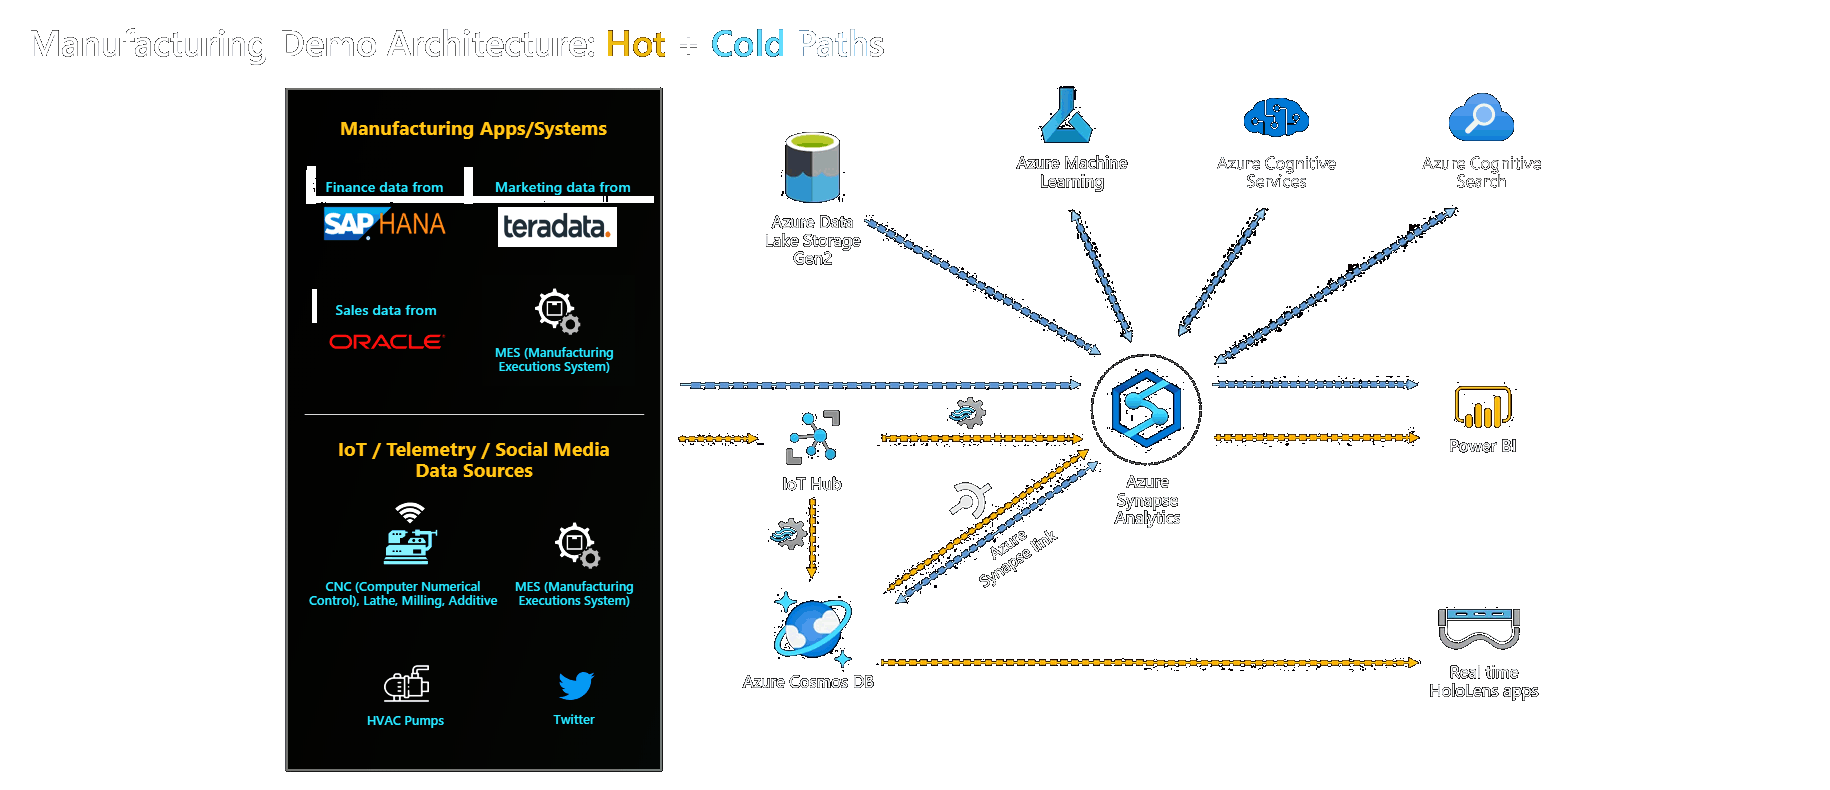 Manufacturing Demo Architecture: Hot + Cold Paths
Manufacturing Apps/Systems
Finance data from
SAP HANA
Marketing data from
teradata.
Sales data from
ORACLE
MES (Manufacturing
Executions System)
IoT / Telemetry / Social Media
Data Sources
CNC (Computer Numerical
Control), Lathe, Milling, Additive
MES (Manufacturing
Executions System)
HVAC Pumps
Twitter
Azure Data
Lake Storage
Gen2
Azure Machine
Learning
Azure Cognitive
Services
Azure Cognitive
Search
IoT Hub
Azure
Synapse
Analytics
Azure
Synapse link
Power BI
Azure Cosmos DB
Real time
HoloLens apps